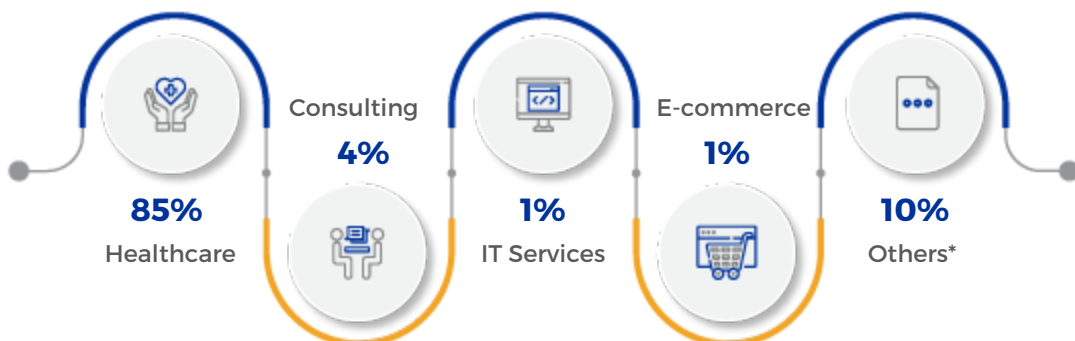 85%
Healthcare
Consulting
4%
1%
IT Services
E-commerce
1%
10%
Others*